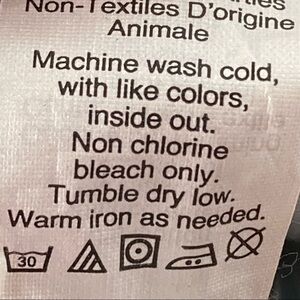 Non-Textiles D'origine
Animale
Machine wash cold,
with like colors,
inside out.
Non chlorine
bleach only.
Tumble dry low.
Warm iron as needed.
30